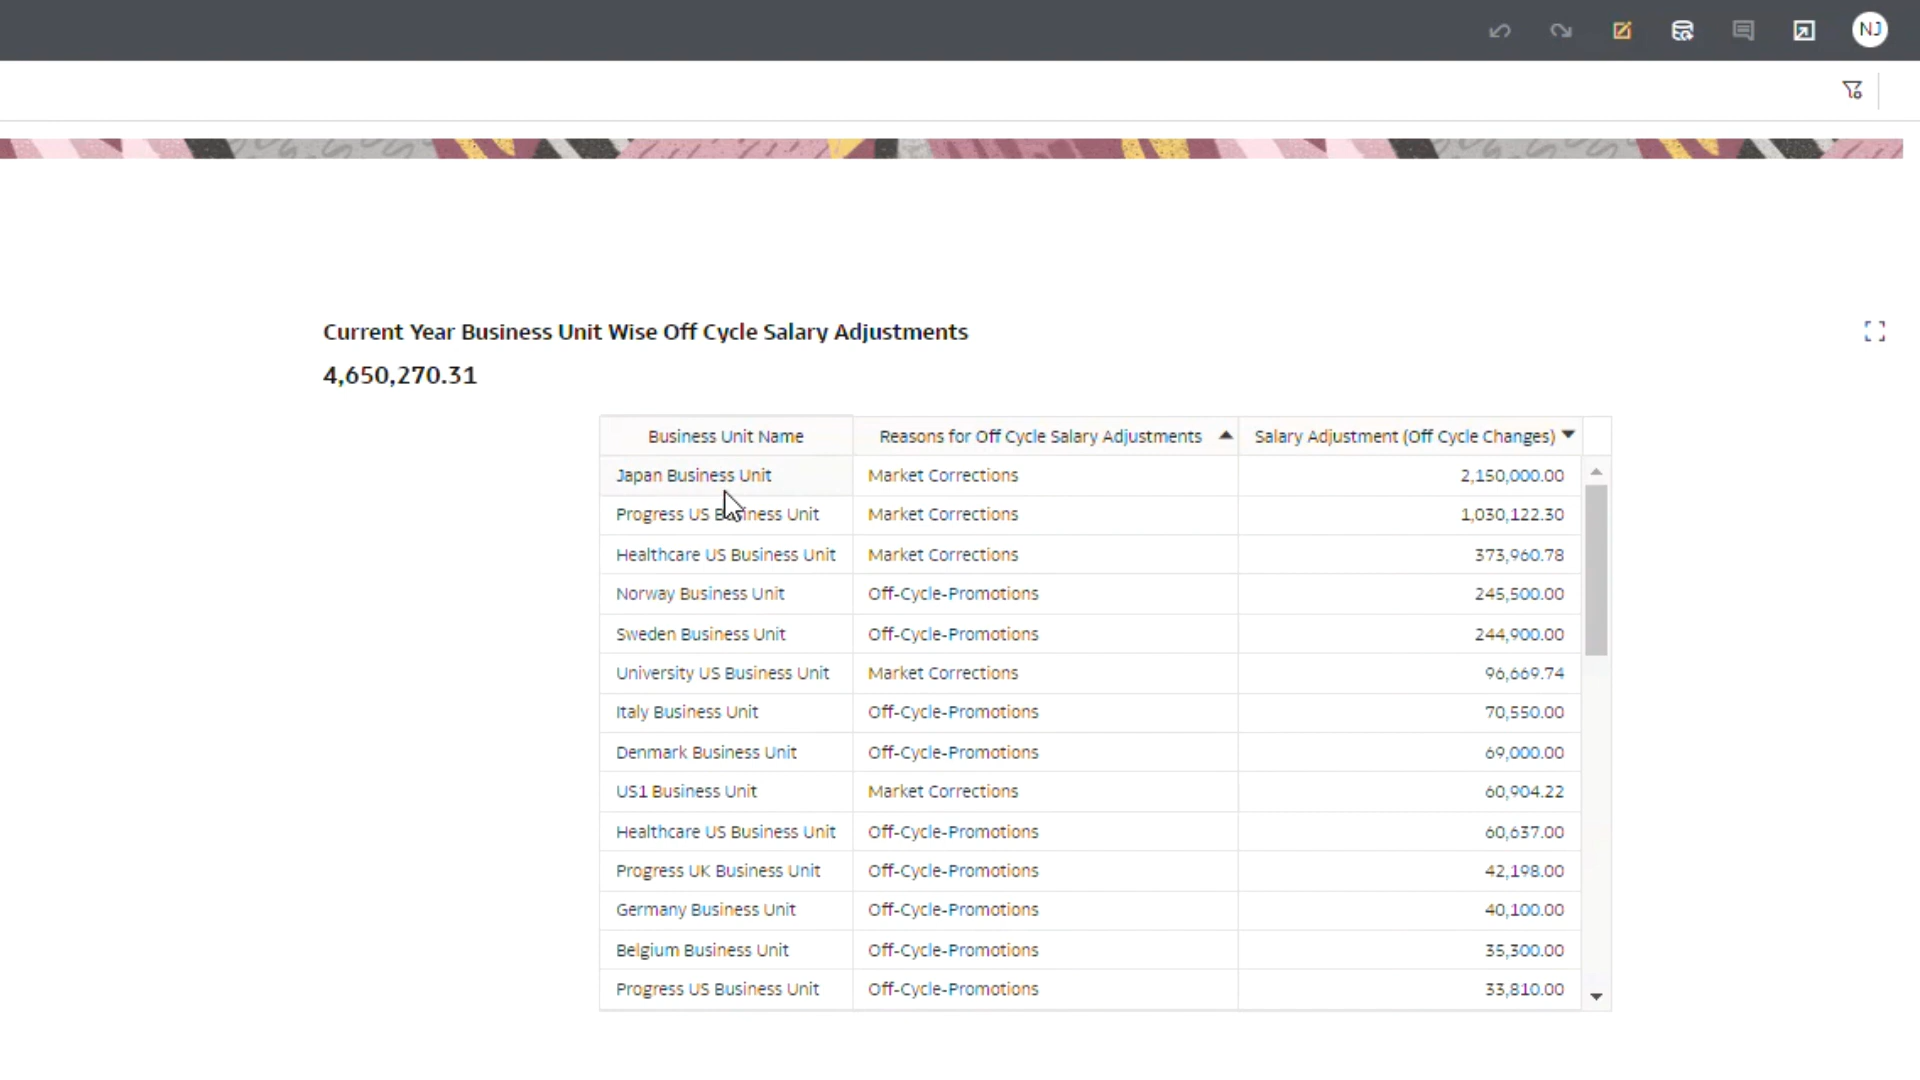 NJ
Current Year Business Unit Wise Off Cycle Salary Adjustments
4,650,270.31
Business Unit Name Reasons for Off Cycle Salary Adjustments Salary Adjustment (Off Cycle Changes)
Japan Business Unit Market Corrections 2,150,000.00
Progress US Business Unit Market Corrections 1,030,122.30
Healthcare US Business Unit Market Corrections 373,960.78
Norway Business Unit Off-Cycle-Promotions 245,500.00
Sweden Business Unit Off-Cycle-Promotions 244,900.00
University US Business Unit Market Corrections 96,669.74
Italy Business Unit Off-Cycle-Promotions 70,550.00
Denmark Business Unit Off-Cycle-Promotions 69,000.00
US1 Business Unit Market Corrections 60,904.22
Healthcare US Business Unit Off-Cycle-Promotions 60,637.00
Progress UK Business Unit Off-Cycle-Promotions 42,198.00
Germany Business Unit Off-Cycle-Promotions 40,100.00
Belgium Business Unit Off-Cycle-Promotions 35,300.00
Progress US Business Unit Off-Cycle-Promotions 33,810.00